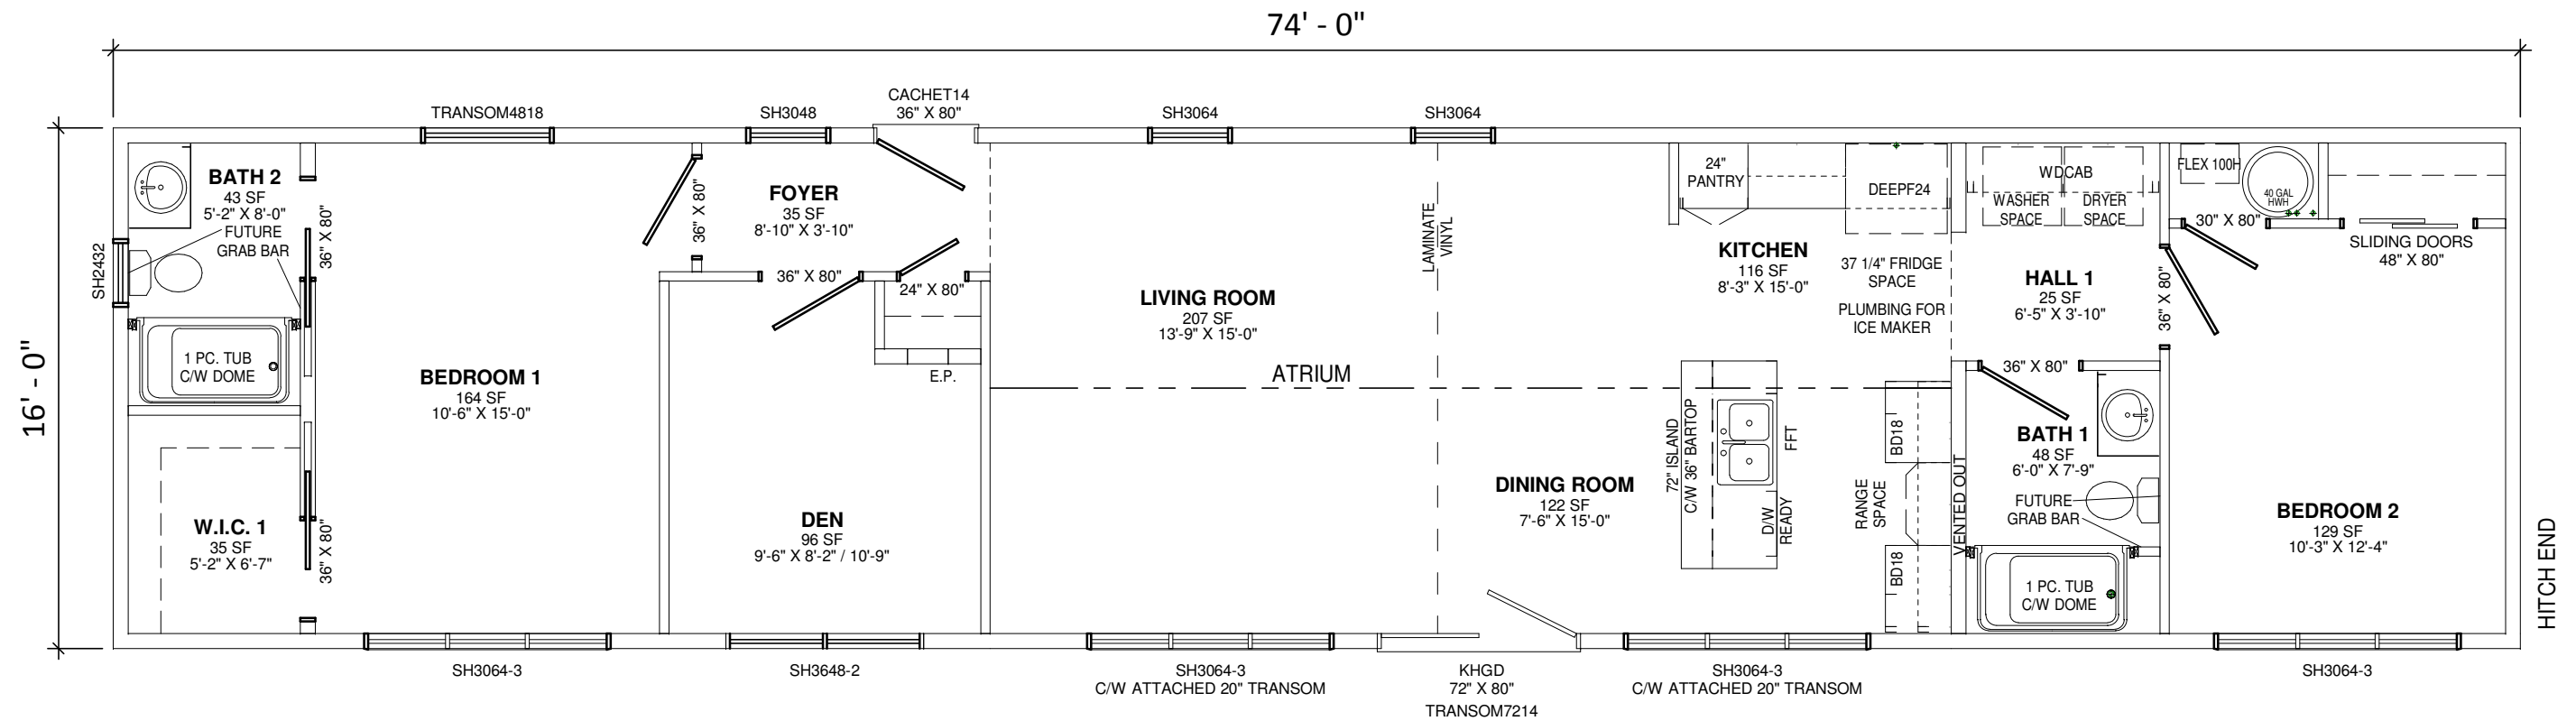 74' - 0"
16' - 0"
TRANSOM4818
SH3048
CACHET14
36" X 80"
SH3064
SH3064
SH2432
BATH 2
43 SF
5'-2" X 8'-0"
FUTURE
GRAB BAR
36" X 80"
1 PC. TUB
C/W DOME
W.I.C. 1
35 SF
5'-2" X 6'-7"
36" X 80"
BEDROOM 1
164 SF
10'-6" X 15'-0"
36" X 80"
FOYER
35 SF
8'-10" X 3'-10"
36" X 80"
24" X 80"
E.P.
DEN
96 SF
9'-6" X 8'-2" / 10'-9"
LIVING ROOM
207 SF
13'-9" X 15'-0"
ATRIUM
LAMINATE
VINYL
DINING ROOM
122 SF
7'-6" X 15'-0"
24"
PANTRY
DEEPF24
KITCHEN
116 SF
8'-3" X 15'-0"
37 1/4" FRIDGE
SPACE
PLUMBING FOR
ICE MAKER
72" ISLAND
C/W 36" BARTOP
FFT
D/W
READY
BD18
RANGE
SPACE
BD18
VENTED OUT
WDCAB
WASHER
SPACE
DRYER
SPACE
HALL 1
25 SF
6'-5" X 3'-10"
36" X 80"
36" X 80"
BATH 1
48 SF
6'-0" X 7'-9"
FUTURE
GRAB BAR
1 PC. TUB
C/W DOME
FLEX 100H
40 GAL
HWH
30" X 80"
SLIDING DOORS
48" X 80"
BEDROOM 2
129 SF
10'-3" X 12'-4"
HITCH END
SH3064-3
SH3648-2
SH3064-3
C/W ATTACHED 20" TRANSOM
KHGD
72" X 80"
TRANSOM7214
SH3064-3
C/W ATTACHED 20" TRANSOM
SH3064-3